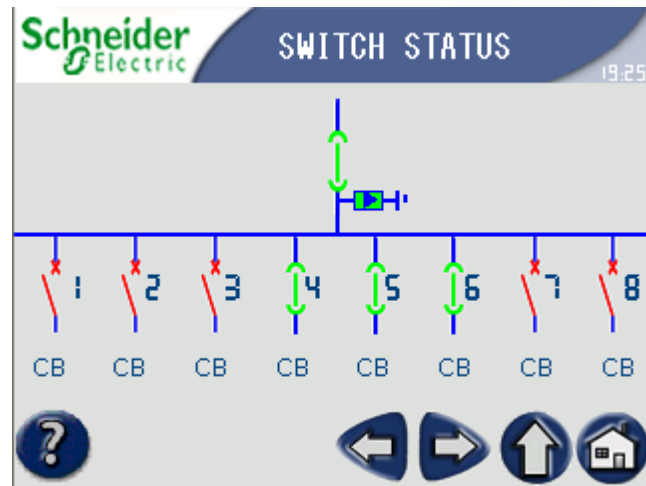 Schneider
Electric
SWITCH STATUS
19:25
1 2 3 4 5 6 7 8
CB CB CB CB CB CB CB CB
?